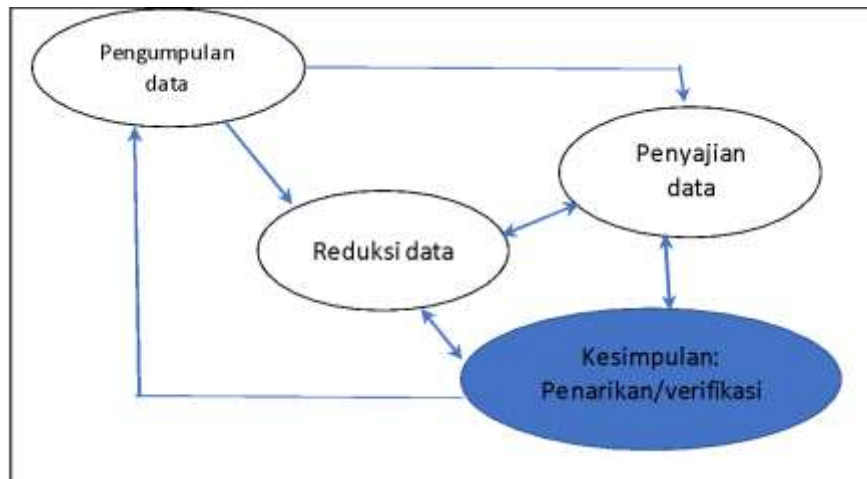 Pengumpulan
data
Penyajian
data
Reduksi data
Kesimpulan:
Penarikan/verifikasi